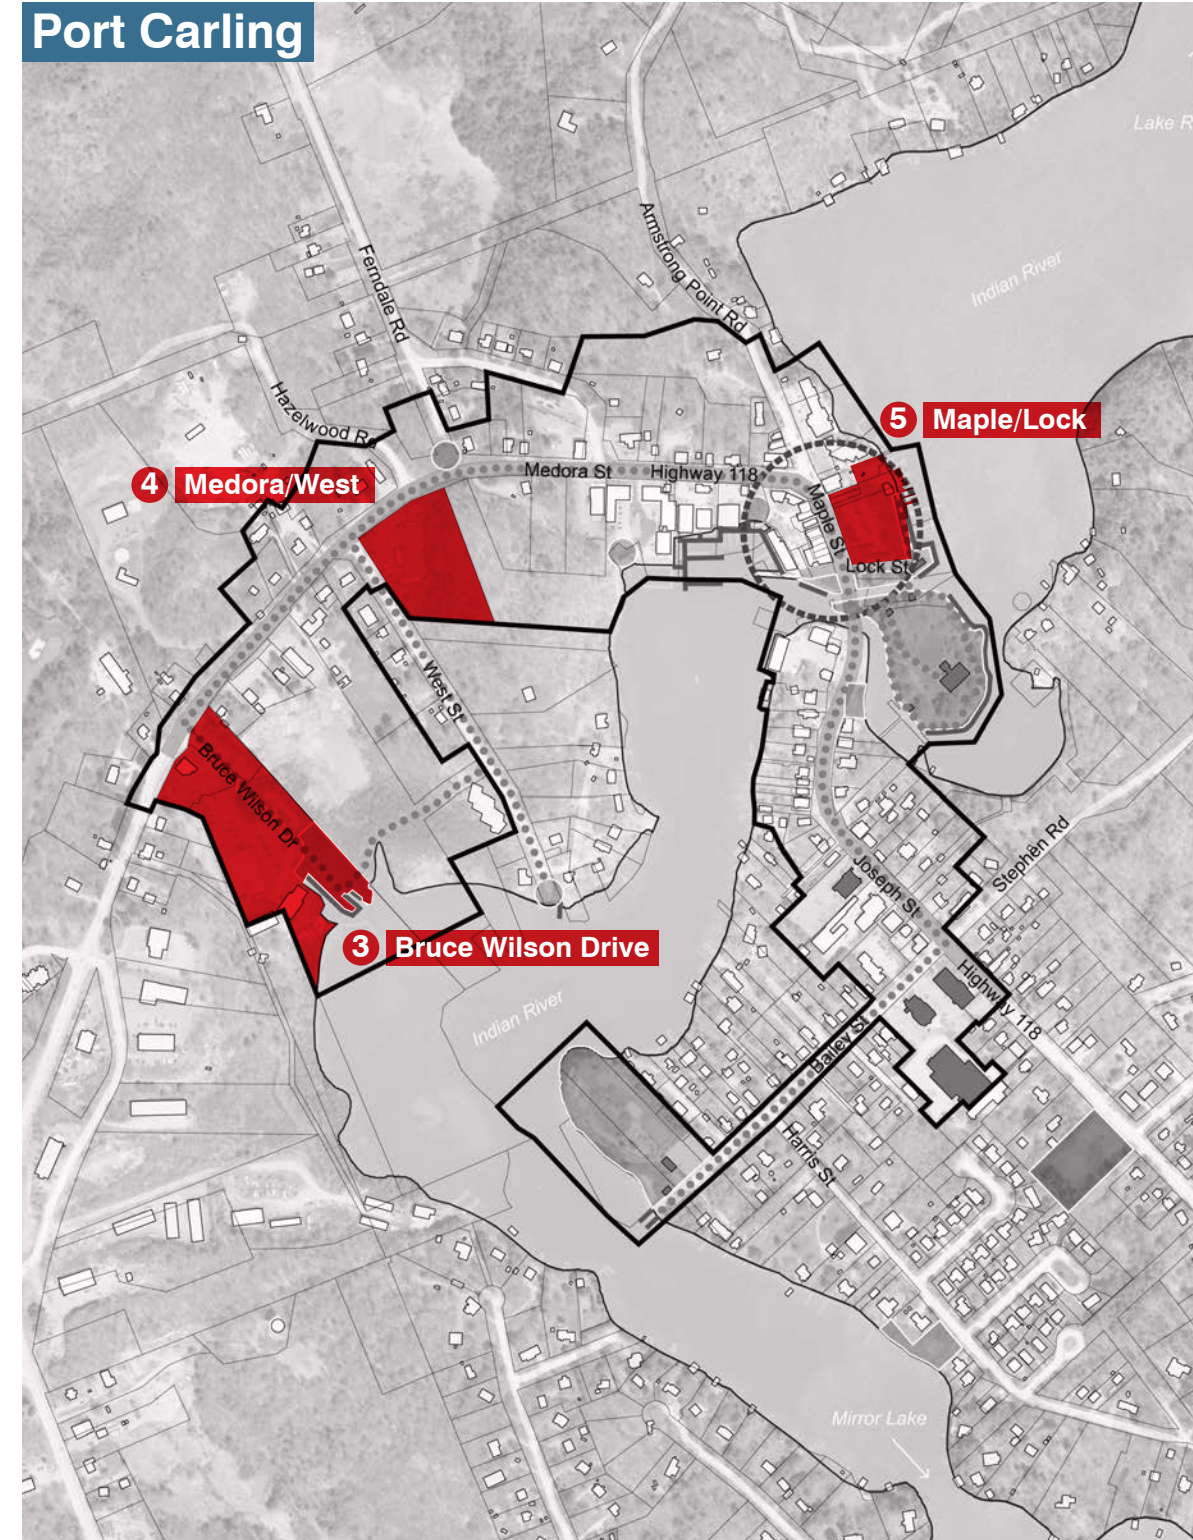 Port Carling
Lake R
Armstrong Point Rd
Indian River
Ferndale Rd
Hazelwood Rd
5 Maple/Lock
4 Medora/West
Medora St
Highway 118
Maple St
Lock St
West St
Bruce Wilson Dr
Stephen Rd
Joseph St
3 Bruce Wilson Drive
Highway 118
Indian River
Bailey St
Harris St
Mirror Lake